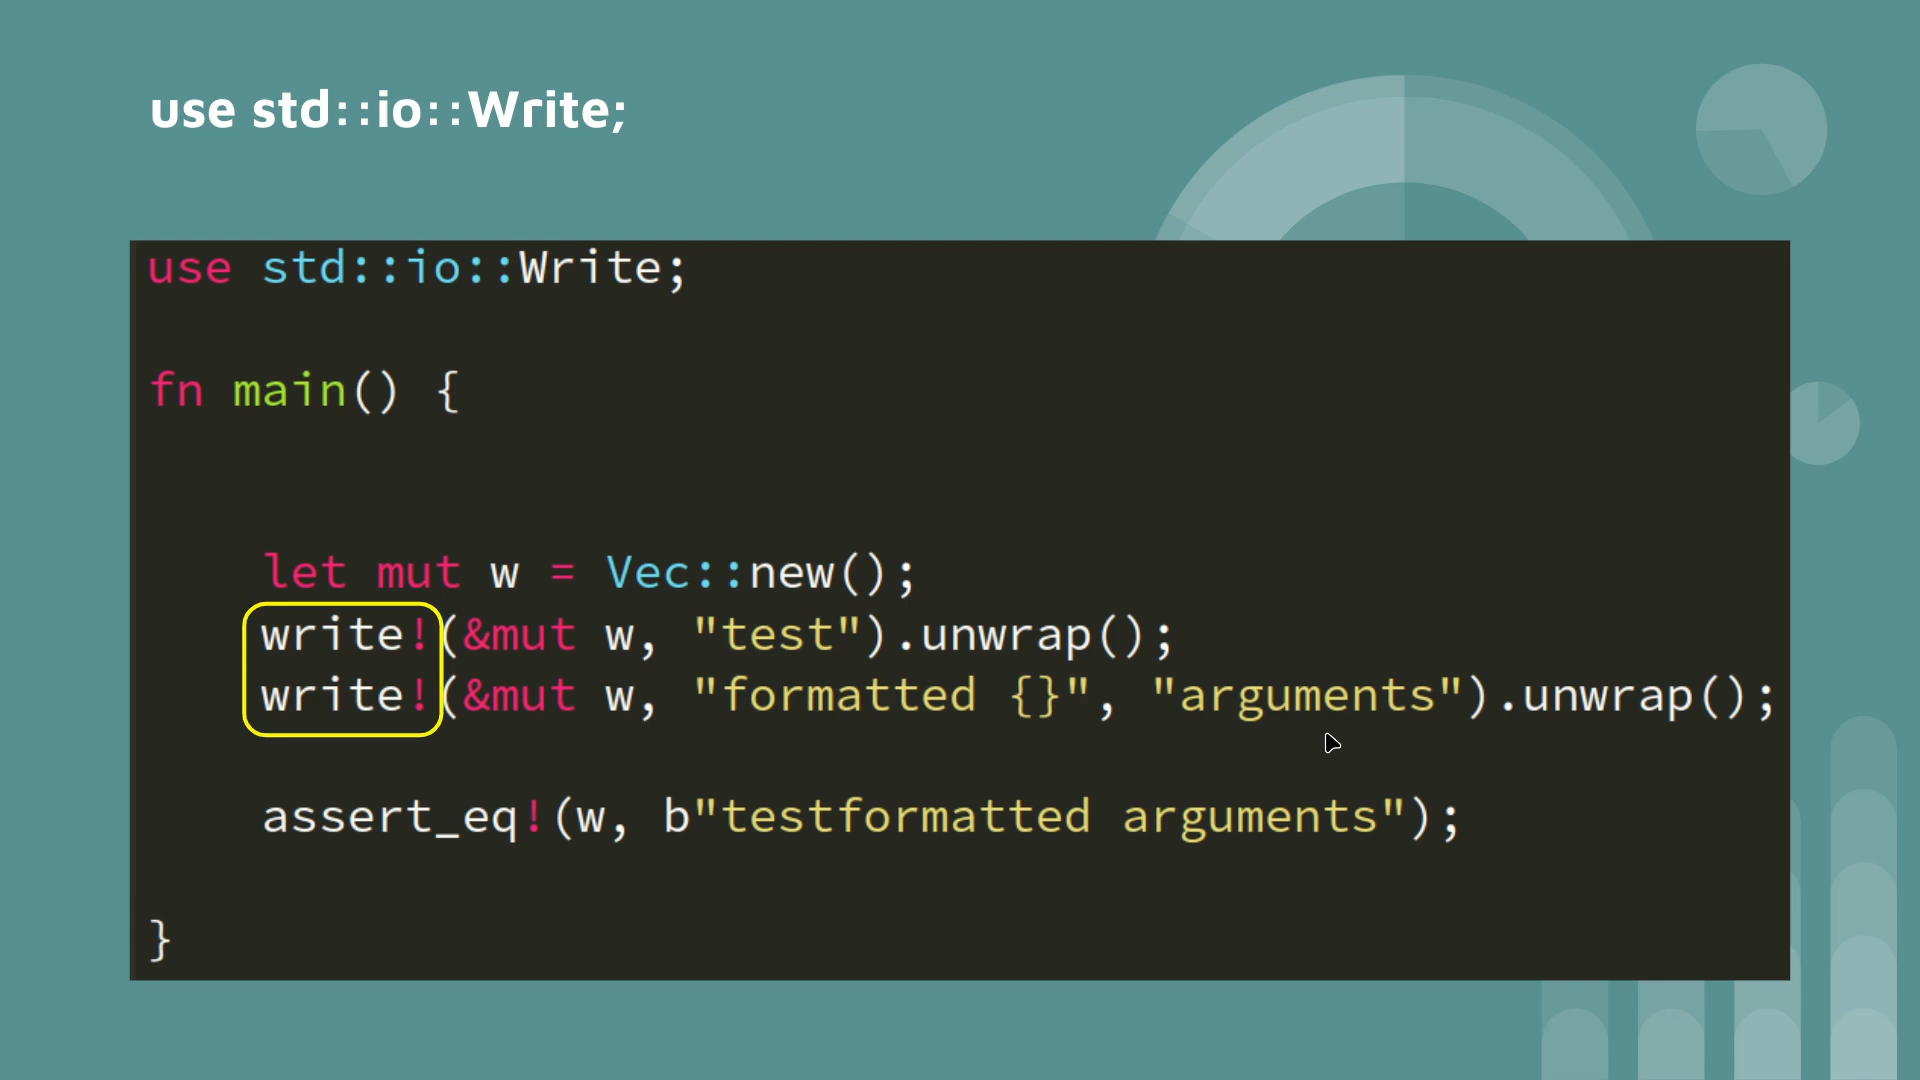 use std::io::Write;
use std::io::Write;
fn main() {
let mut w = Vec::new();
write!(&mut w, "test").unwrap();
write!(&mut w, "formatted {}", "arguments").unwrap();
assert_eq!(w, b"testformatted arguments");
}